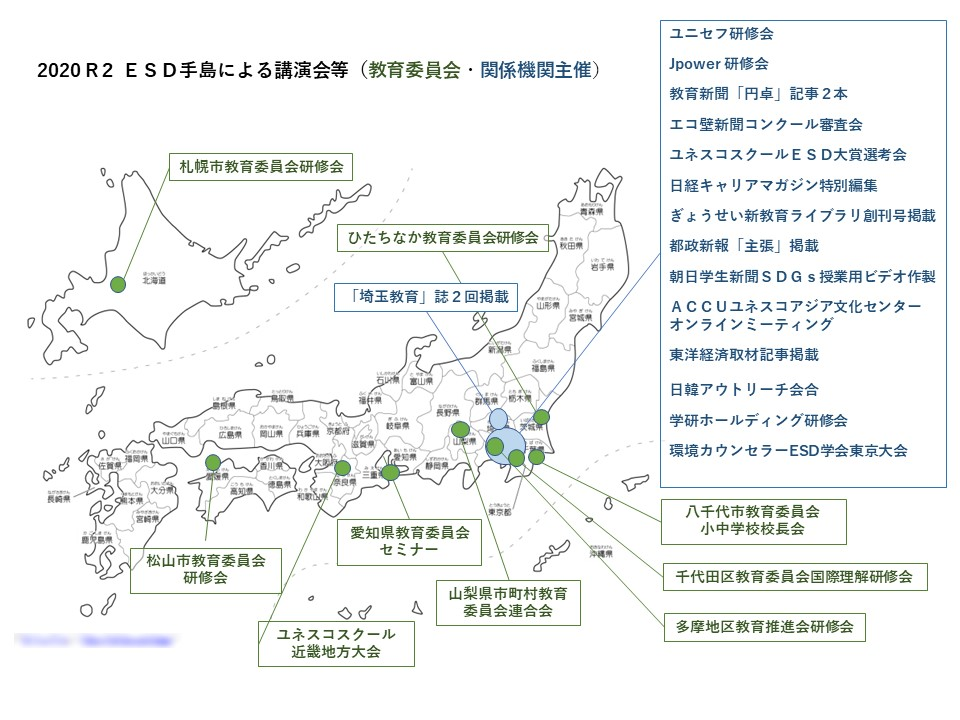 2020 R2 ＥＳＤ手島による講演会等（教育委員会・関係機関主催）
ユニセフ研修会
Jpower 研修会
教育新聞「円卓」記事２本
エコ壁新聞コンクール審査会
ユネスコスクールＥＳＤ大賞選考会
日経キャリアマガジン特別編集
ぎょうせい新教育ライブラリ創刊号掲載
都政新報「主張」掲載
朝日学生新聞ＳＤＧｓ授業用ビデオ作製
ＡＣＣＵユネスコアジア文化センター
オンラインミーティング
東洋経済取材記事掲載
日韓アウトリーチ会合
学研ホールディング研修会
環境カウンセラーESD学会東京大会
札幌市教育委員会研修会
ひたちなか教育委員会研修会
「埼玉教育」誌２回掲載
北海道
青森県
秋田県
岩手県
山形県
宮城県
新潟県
福島県
石川県
富山県
群馬県
栃木県
茨城県
福井県
長野県
岐阜県
山梨県
鳥取県
島根県
広島県
岡山県
兵庫県
京都府
滋賀県
愛知県
静岡県
山口県
香川県
大阪府
奈良県
三重県
愛媛県
高知県
徳島県
和歌山県
佐賀県
福岡県
長崎県
大分県
熊本県
宮崎県
鹿児島県
東京都
沖縄県
八千代市教育委員会
小中学校校長会
愛知県教育委員会
セミナー
松山市教育委員会
研修会
千代田区教育委員会国際理解研修会
山梨県市町村教育
委員会連合会
多摩地区教育推進会研修会
ユネスコスクール
近畿地方大会